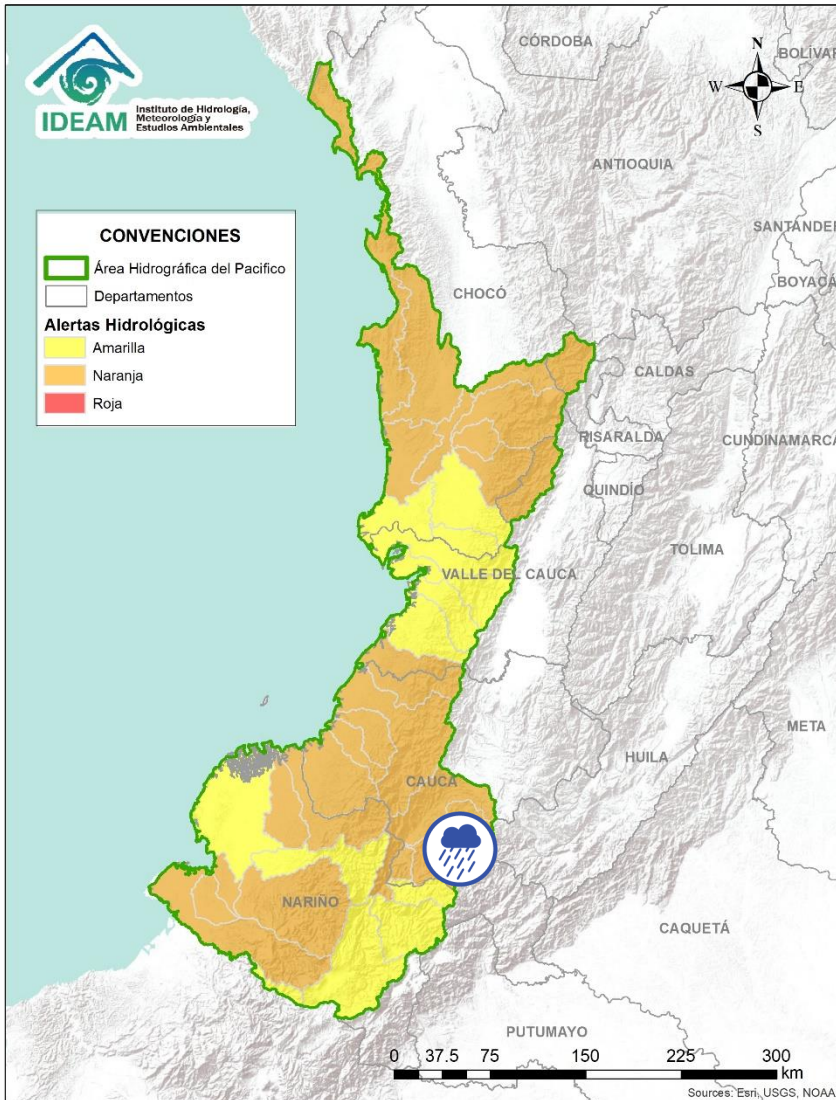 IDEAM
Instituto de Hidrología,
Meteorología y
Estudios Ambientales
N
W
E
S
CONVENCIONES
Área Hidrográfica del Pacifico
Departamentos
Alertas Hidrológicas
Amarilla
Naranja
Roja
CÓRDOBA
BOLÍVAR
ANTIOQUIA
SANTANDER
BOYACÁ
CHOCÓ
CALDAS
RISARALDA
CUNDINAMARCA
QUINDÍO
TOLIMA
VALLE DEL CAUCA
META
HUILA
CAUCA
NARIÑO
CAQUETÁ
PUTUMAYO
0 37.5 75 150 225 300
km
Sources: Esri, USGS, NOAA